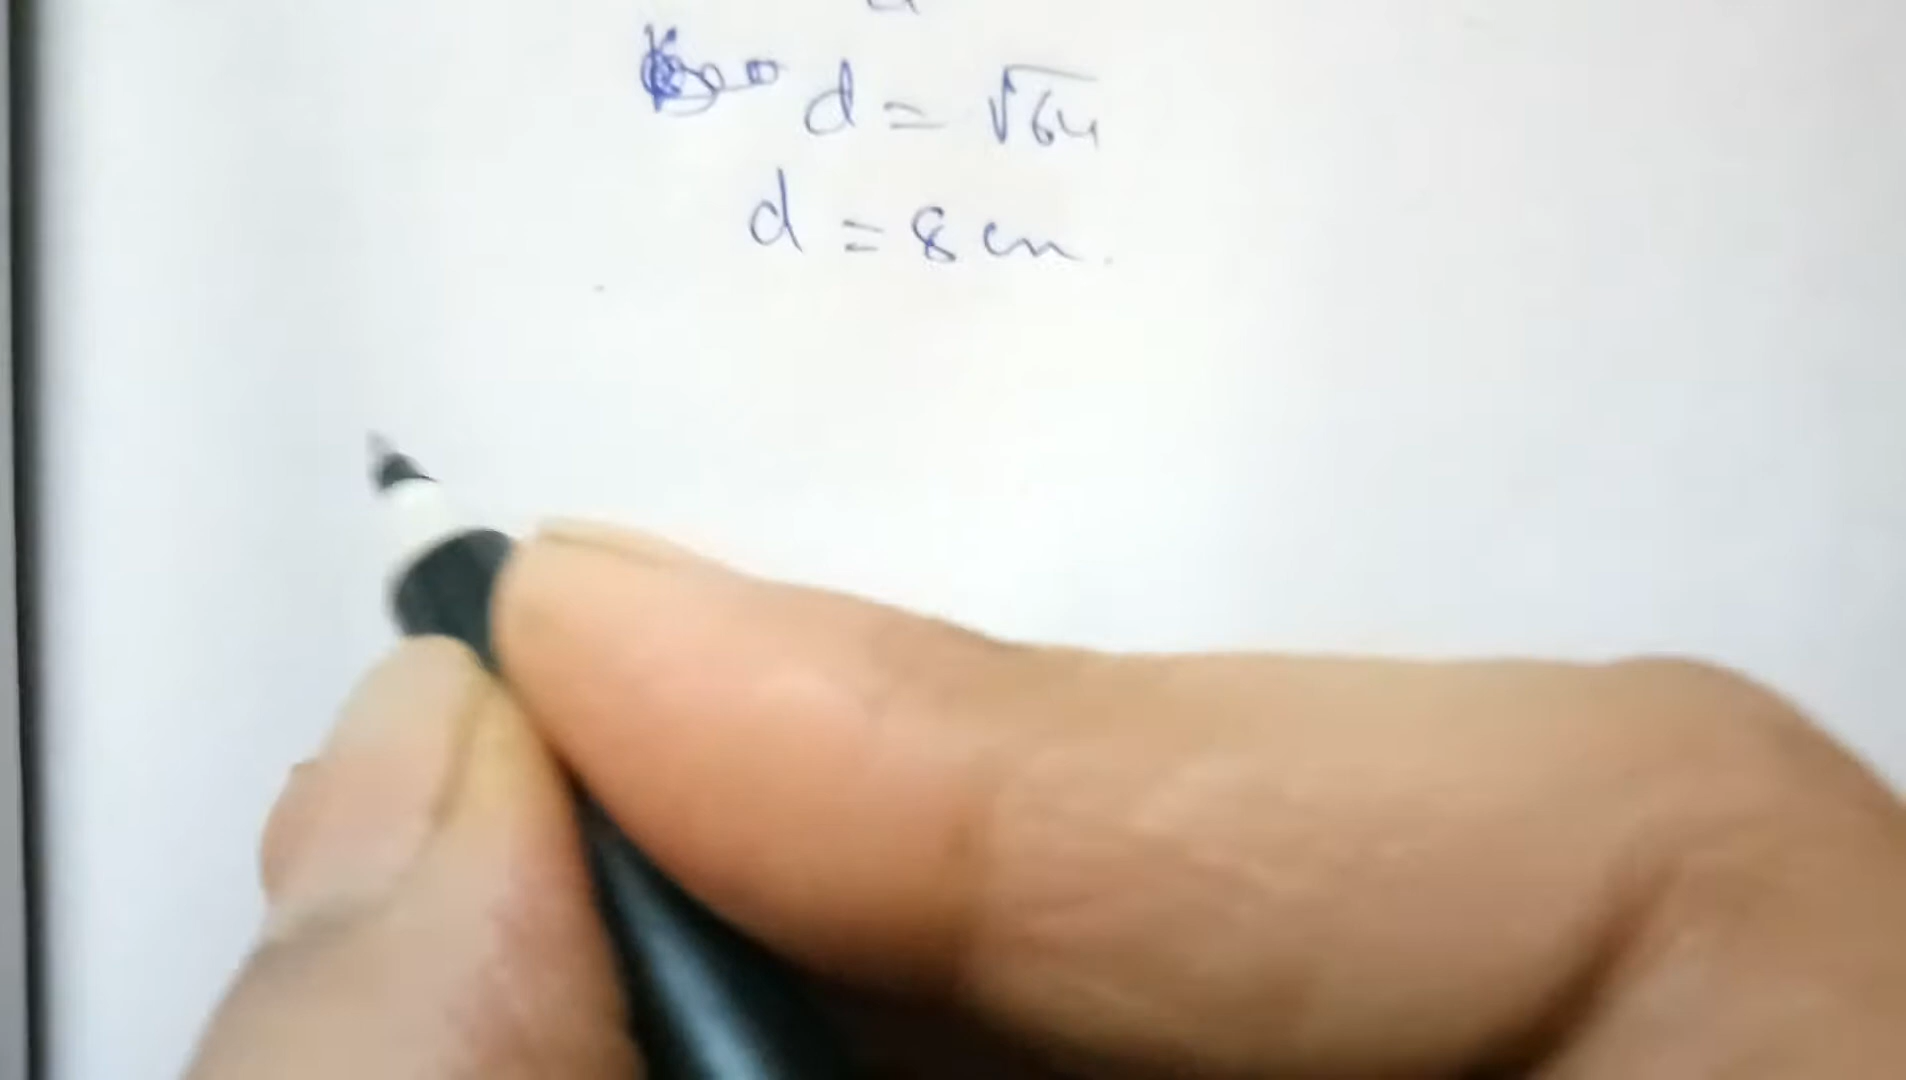 d = √64
d = 8 cm.